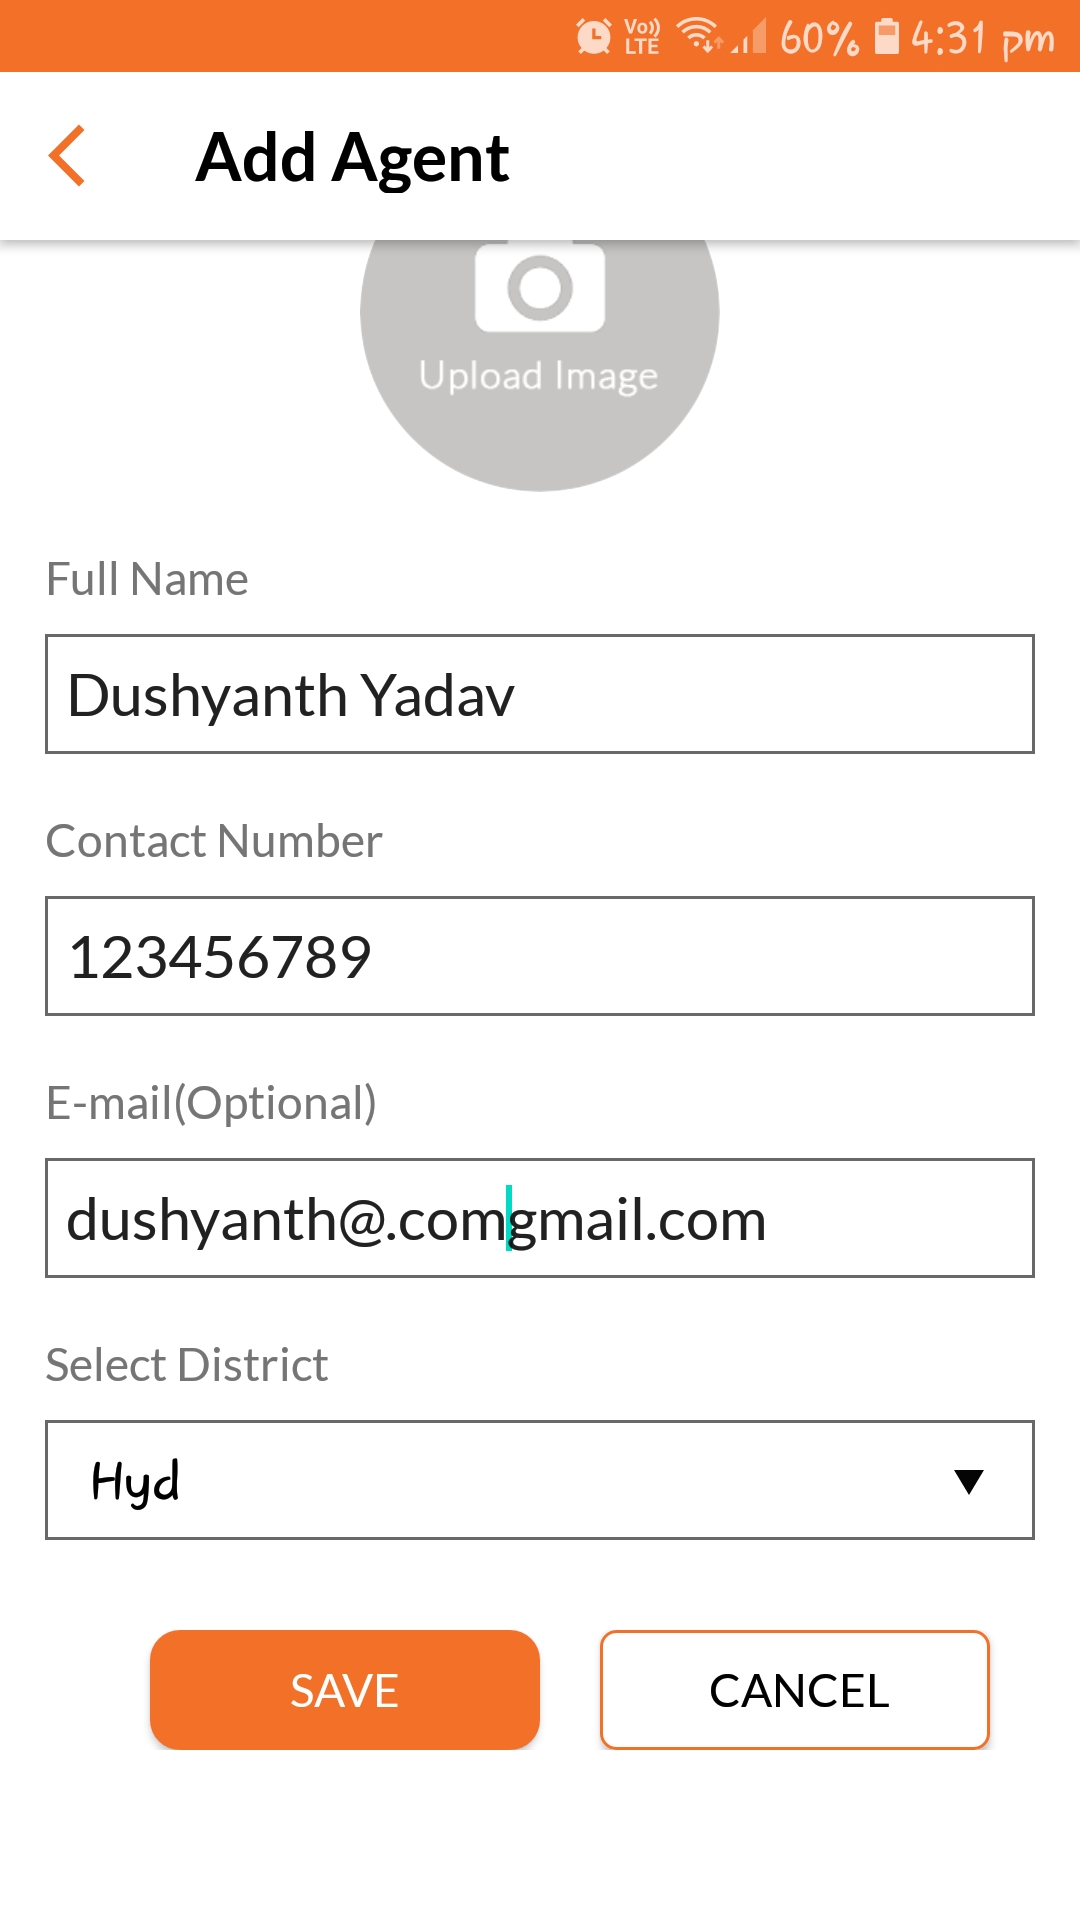 Vo)) LTE 60% 4:31 pm
Add Agent
Upload Image
Full Name
Dushyanth Yadav
Contact Number
123456789
E-mail(Optional)
dushyanth@.comgmail.com
Select District
Hyd
SAVE CANCEL